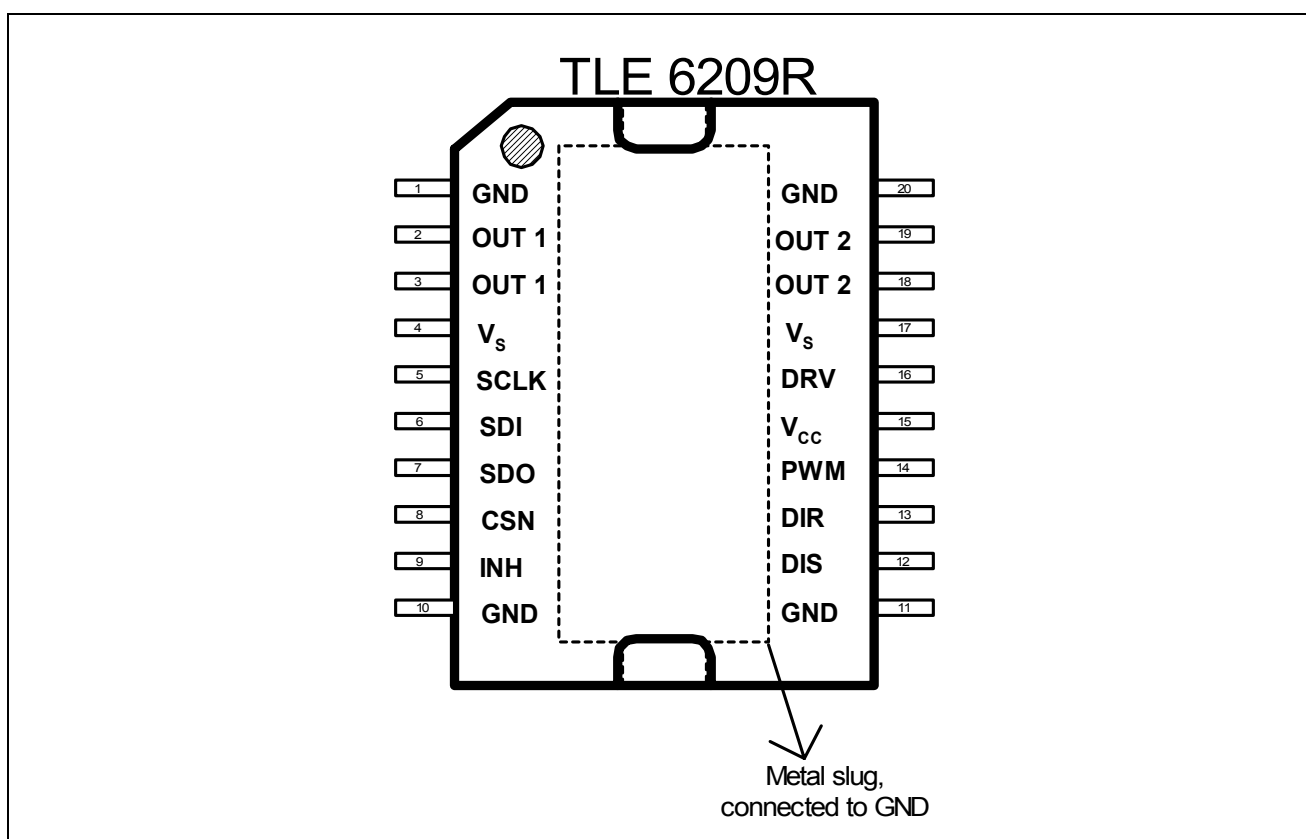 TLE 6209R
1 GND GND 20
2 OUT 1 OUT 2 19
3 OUT 1 OUT 2 18
4 VS VS 17
5 SCLK DRV 16
6 SDI VCC 15
7 SDO PWM 14
8 CSN DIR 13
9 INH DIS 12
10 GND GND 11
Metal slug,
connected to GND